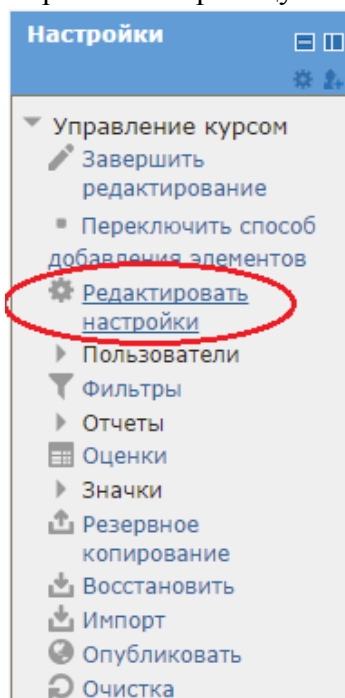 Настройки
Управление курсом
Завершить
редактирование
Переключить способ
добавления элементов
Редактировать
настройки
Пользователи
Фильтры
Отчеты
Оценки
Значки
Резервное
копирование
Восстановить
Импорт
Опубликовать
Очистка